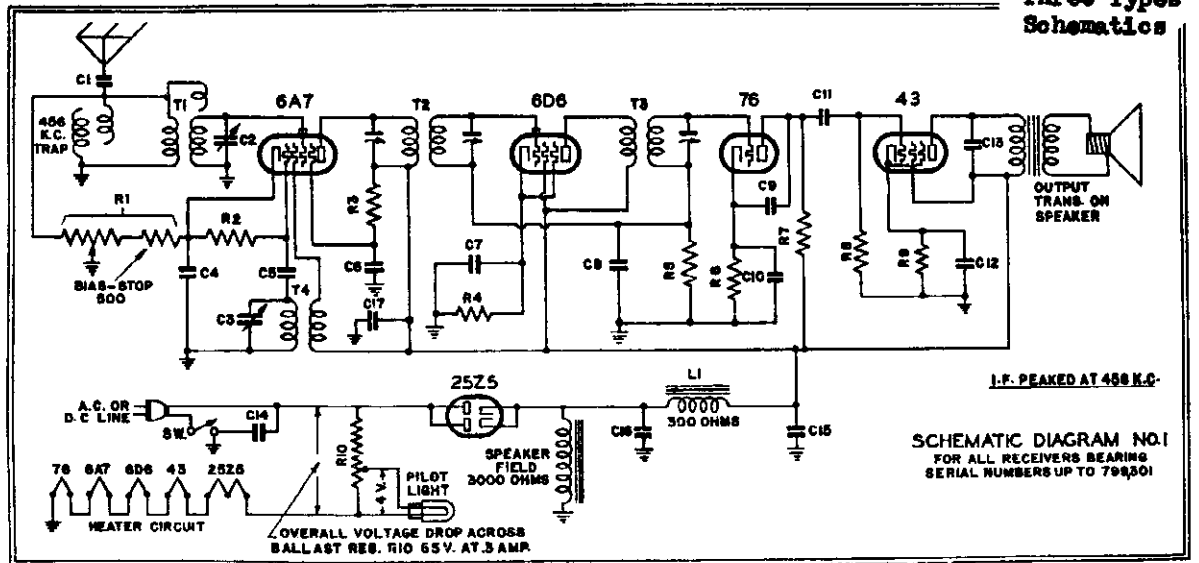 Three Types
Schematics
C1
456
K.C.
TRAP
T1
C2
6A7
T2
6D6
T3
76
C11
43
C13
OUTPUT
TRANS. ON
SPEAKER
R1
R2
R3
C9
R7
BIAS-STOP
500
C4
C5
T4
C3
C6
C17
C7
R4
C8
R5
R6
C10
R8
R9
C12
I.F. PEAKED AT 456 K.C.
A.C. OR
D.C LINE
SW.
C14
25Z5
L1
300 OHMS
C16
C15
R10
4 V.
PILOT
LIGHT
SPEAKER
FIELD
3000 OHMS
SCHEMATIC DIAGRAM NO.1
FOR ALL RECEIVERS BEARING
SERIAL NUMBERS UP TO 799,301
76 6A7 6D6 43 25Z5
HEATER CIRCUIT
OVERALL VOLTAGE DROP ACROSS
BALLAST RES. R10 65 V. AT .3 AMP.